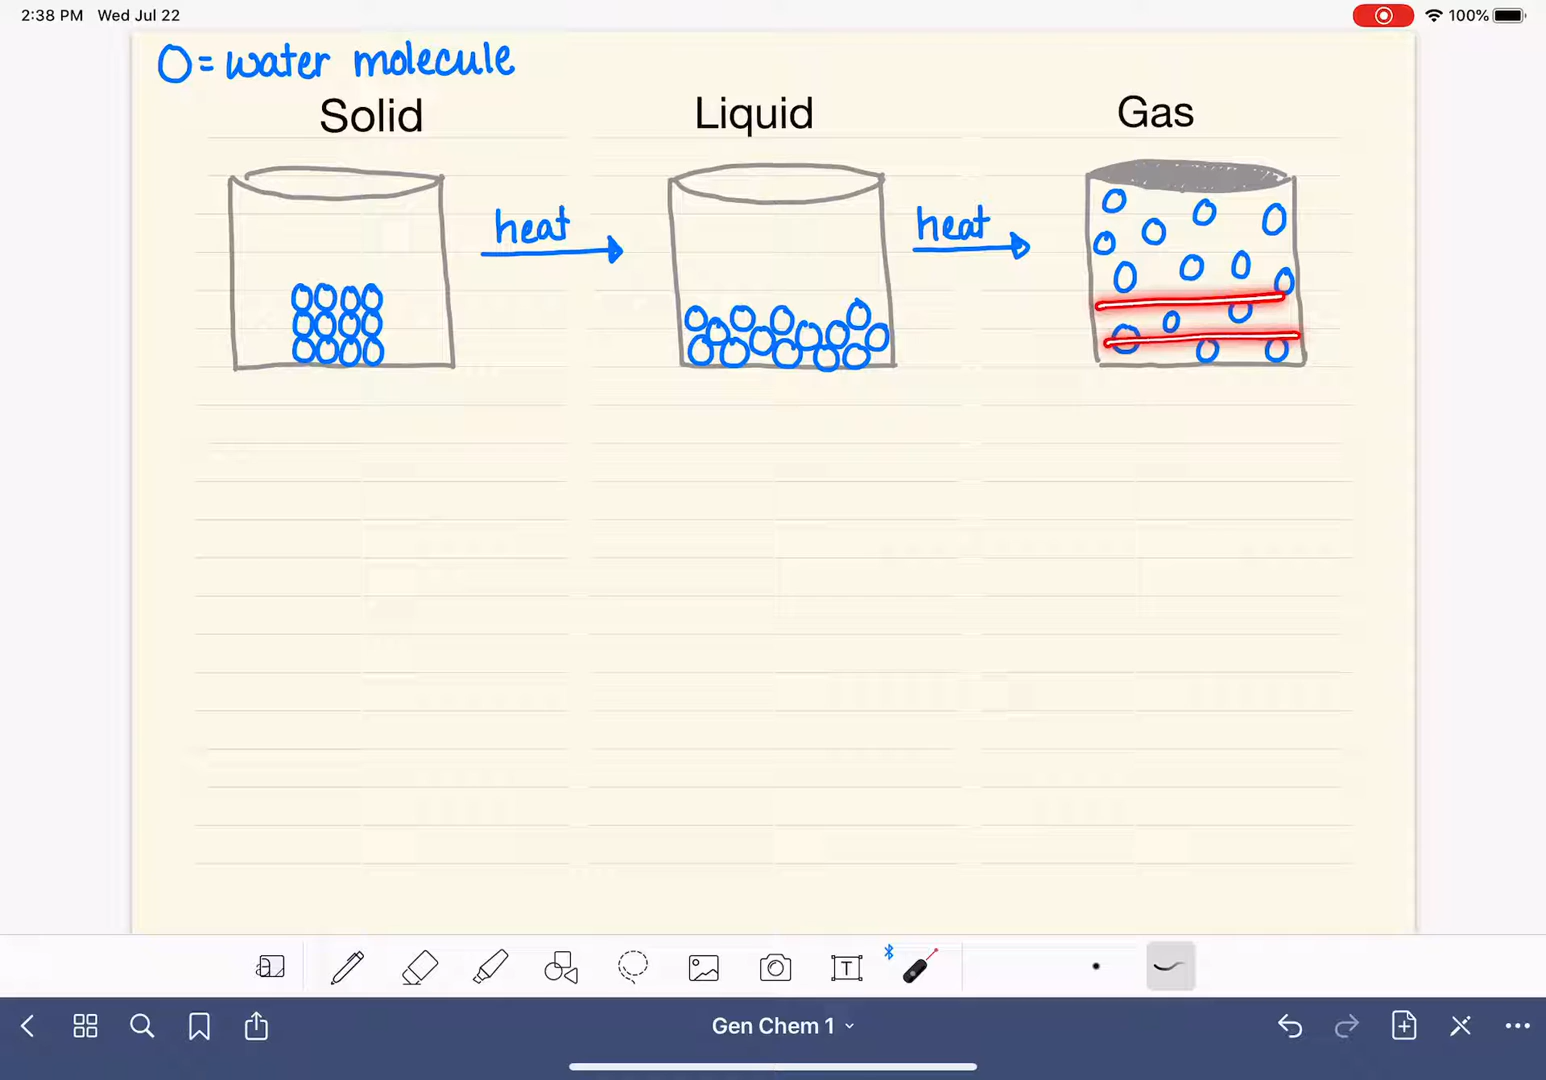 2:38 PM Wed Jul 22
100%
O = water molecule
Solid
Liquid
Gas
heat
heat
T
Gen Chem 1